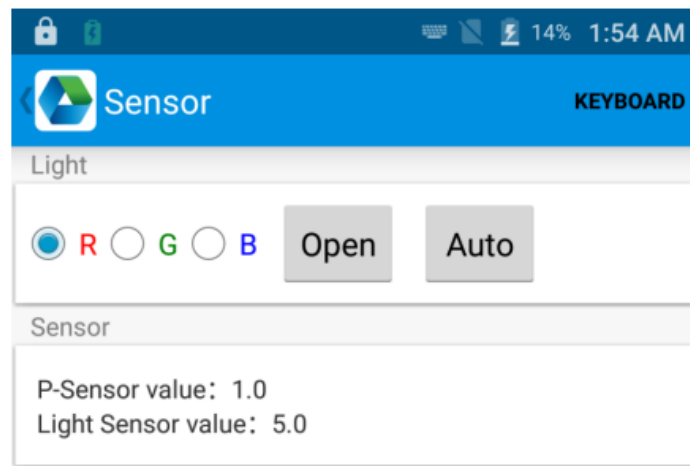 14% 1:54 AM
Sensor KEYBOARD
Light
R G B Open Auto
Sensor
P-Sensor value：1.0
Light Sensor value：5.0